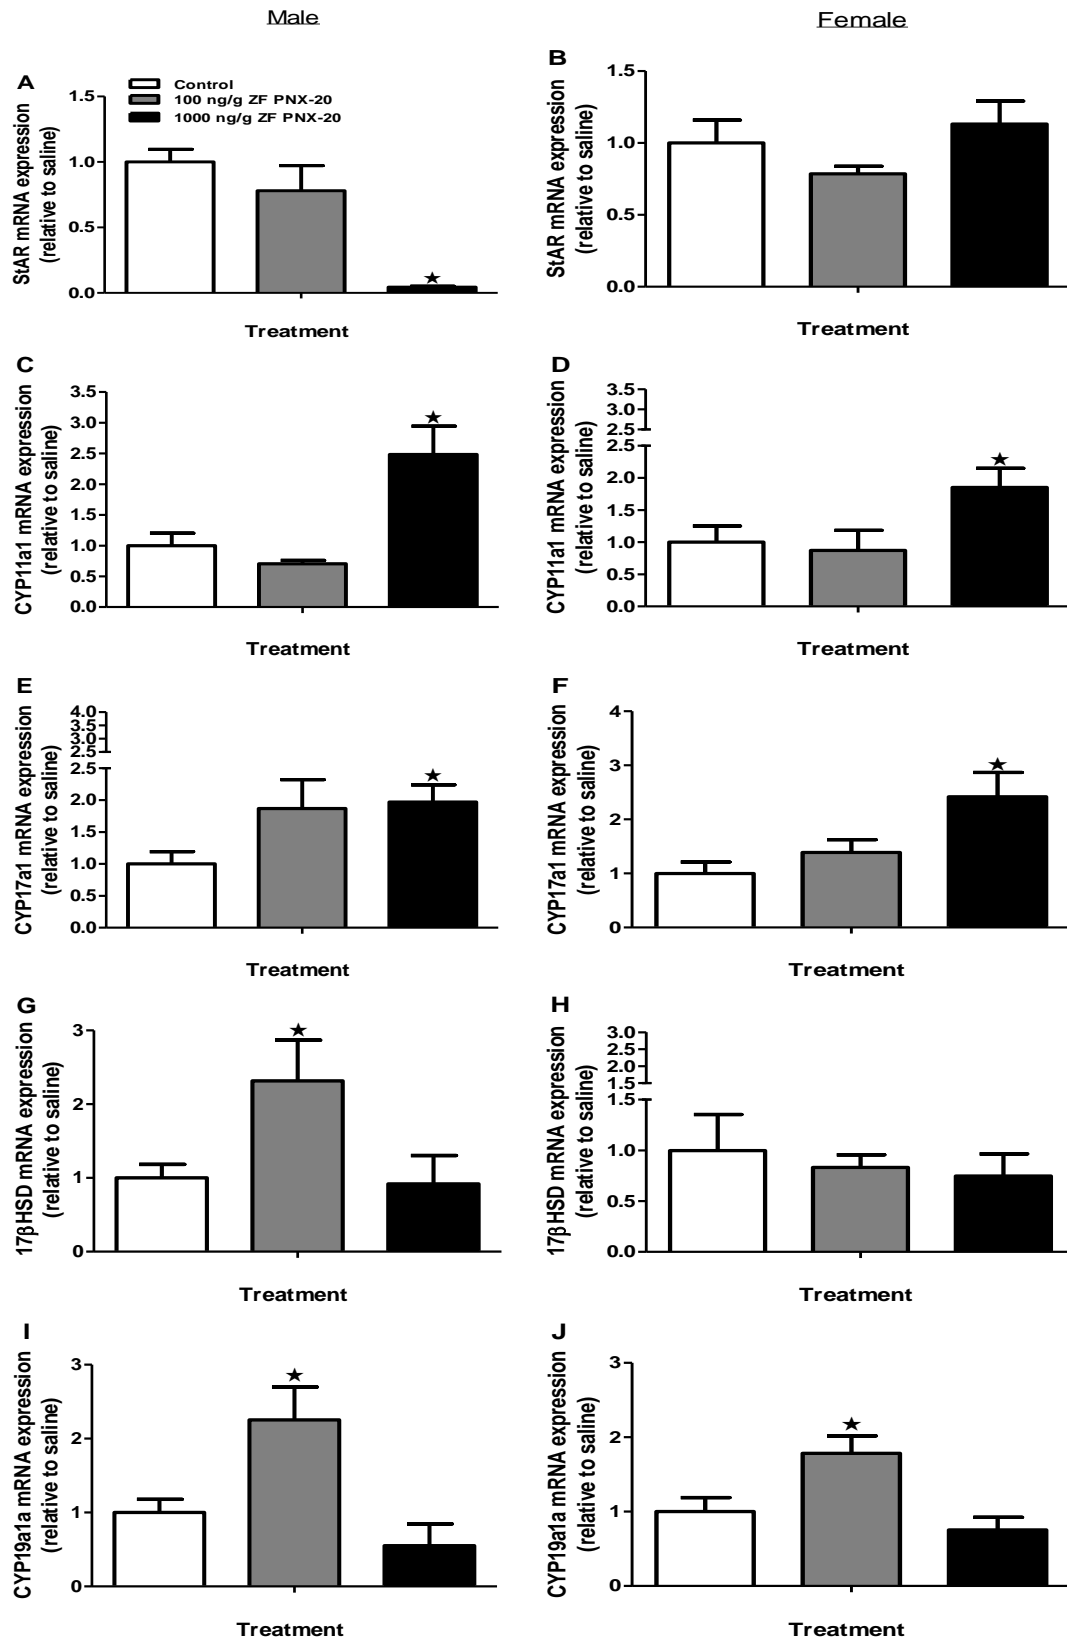 Male
Female
A
Control
100 ng/g ZF PNX-20
1000 ng/g ZF PNX-20
StAR mRNA expression
(relative to saline)
1.5
1.0
0.5
0.0
Treatment
B
StAR mRNA expression
(relative to saline)
1.5
1.0
0.5
0.0
Treatment
C
CYP11a1 mRNA expression
(relative to saline)
3.5
3.0
2.5
2.0
1.5
1.0
0.5
0.0
Treatment
D
CYP11a1 mRNA expression
(relative to saline)
3.5
3.0
2.5
2.5
2.0
1.5
1.0
0.5
0.0
Treatment
E
CYP17a1 mRNA expression
(relative to saline)
4.0
3.5
3.0
2.5
2.5
2.0
1.5
1.0
0.5
0.0
Treatment
F
CYP17a1 mRNA expression
(relative to saline)
4
3
2
1
0
Treatment
G
17βHSD mRNA expression
(relative to saline)
3
2
1
0
Treatment
H
17βHSD mRNA expression
(relative to saline)
3.0
2.5
2.0
1.5
1.5
1.0
0.5
0.0
Treatment
I
CYP19a1a mRNA expression
(relative to saline)
3
2
1
0
Treatment
J
CYP19a1a mRNA expression
(relative to saline)
3
2
1
0
Treatment